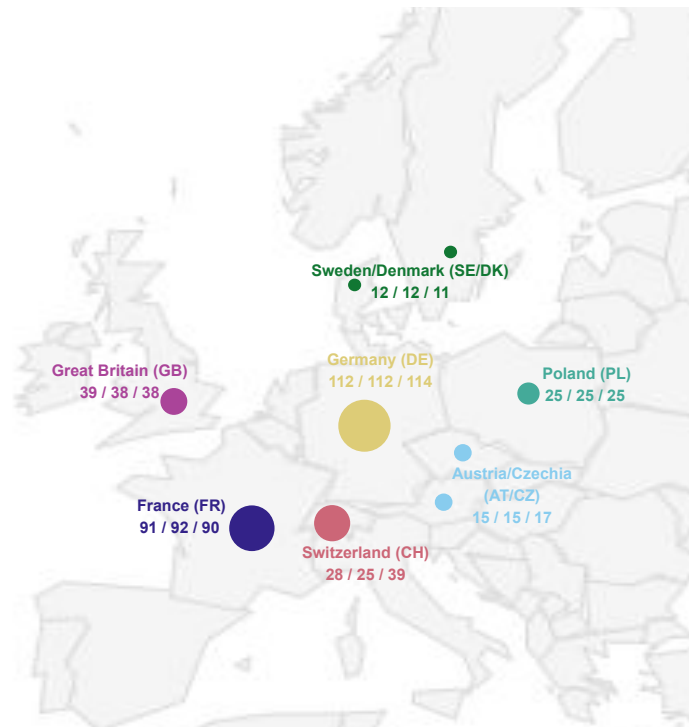 Sweden/Denmark (SE/DK)
12 / 12 / 11
Germany (DE)
112 / 112 / 114
Great Britain (GB)
39 / 38 / 38
Poland (PL)
25 / 25 / 25
Austria/Czechia
(AT/CZ)
15 / 15 / 17
France (FR)
91 / 92 / 90
Switzerland (CH)
28 / 25 / 39